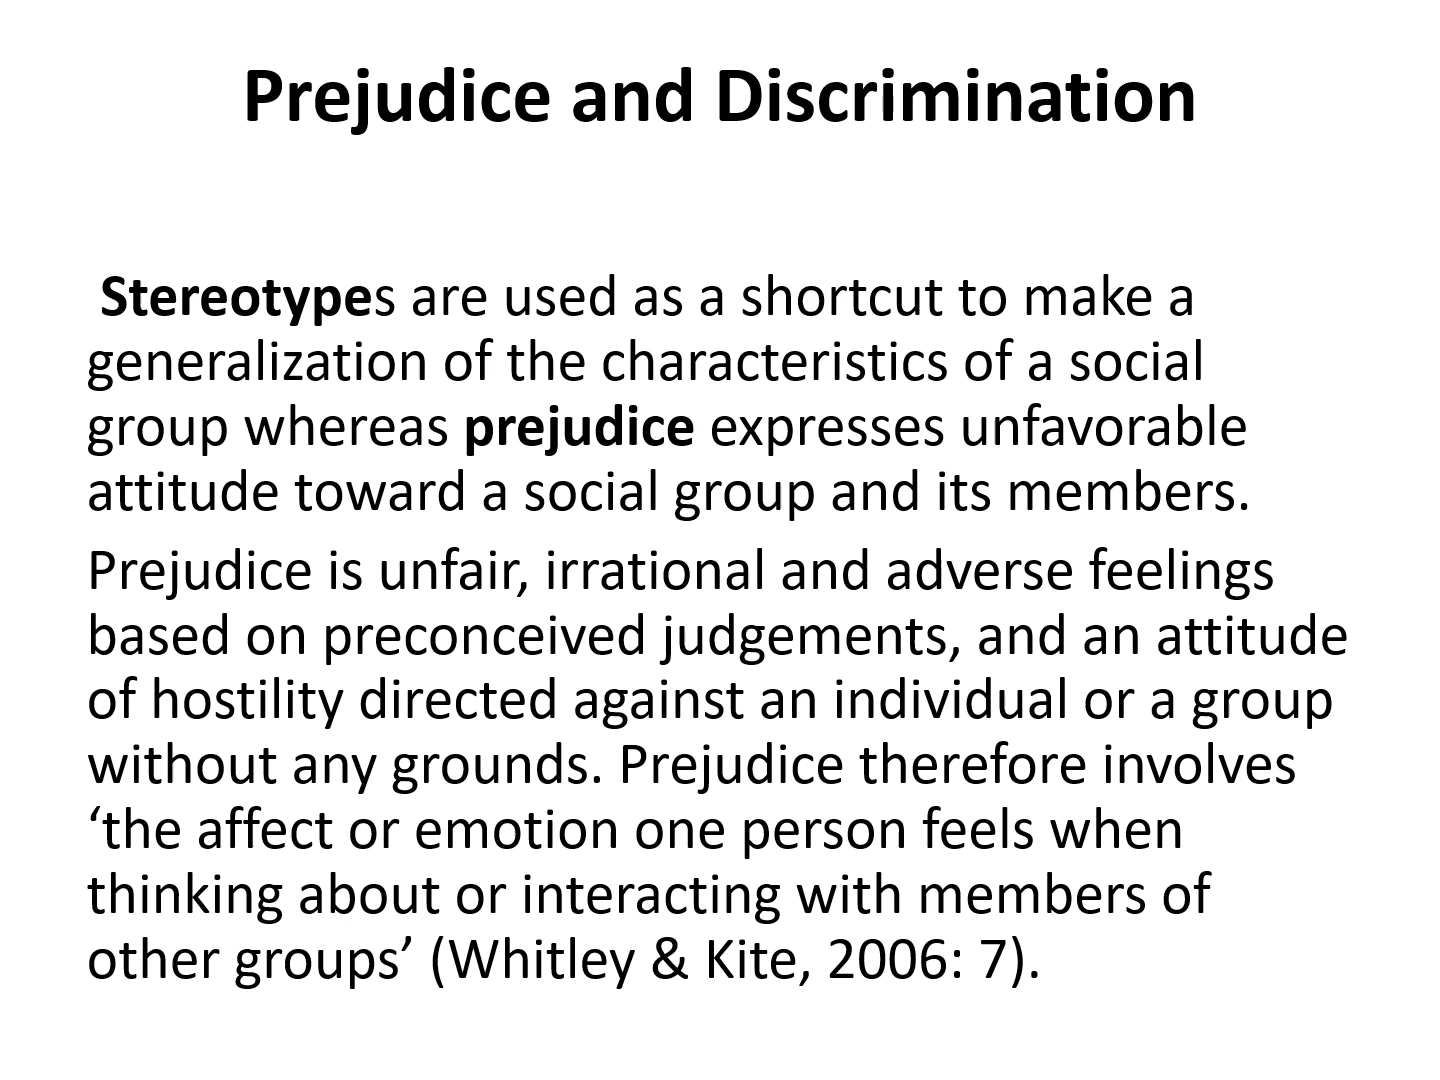 Prejudice and Discrimination
Stereotypes are used as a shortcut to make a
generalization of the characteristics of a social
group whereas prejudice expresses unfavorable
attitude toward a social group and its members.
Prejudice is unfair, irrational and adverse feelings
based on preconceived judgements, and an attitude
of hostility directed against an individual or a group
without any grounds. Prejudice therefore involves
‘the affect or emotion one person feels when
thinking about or interacting with members of
other groups’ (Whitley & Kite, 2006: 7).